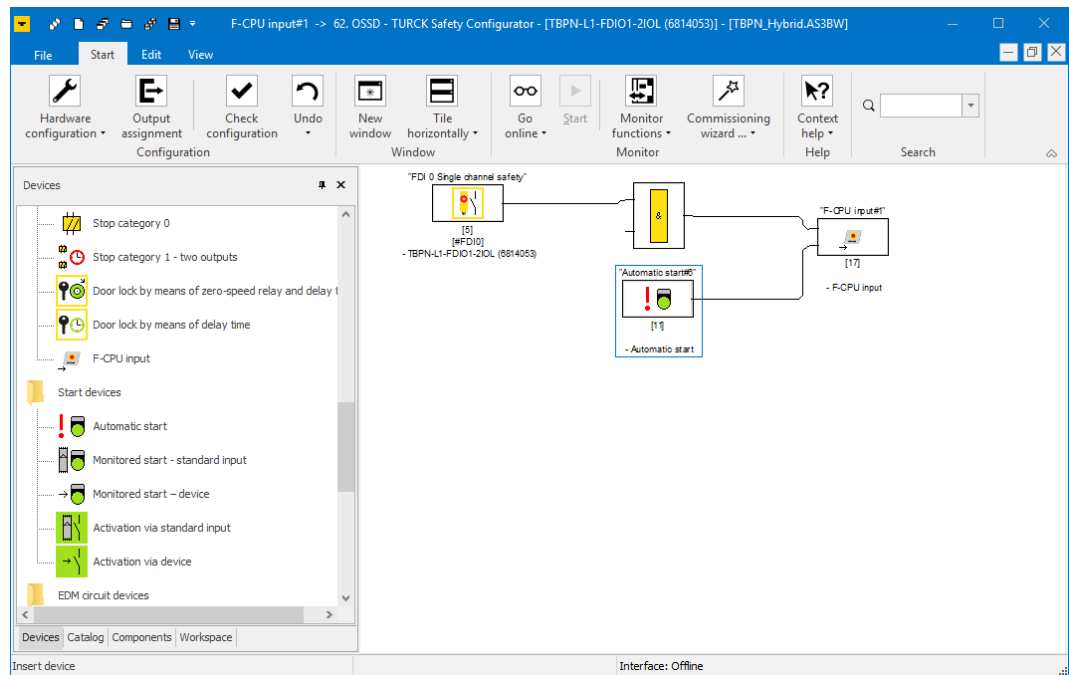 F-CPU input#1 -> 62. OSSD - TURCK Safety Configurator - [TBPN-L1-FDIO1-2IOL (6814053)] - [TBPN_Hybrid.AS3BW]
File Start Edit View
Hardware configuration
Output assignment
Check configuration
Undo
Configuration
New window
Tile horizontally
Window
Go online
Start
Monitor functions
Commissioning wizard ...
Monitor
Context help
Help
Search
Devices
Stop category 0
Stop category 1 - two outputs
Door lock by means of zero-speed relay and delay t
Door lock by means of delay time
F-CPU input
Start devices
Automatic start
Monitored start - standard input
Monitored start – device
Activation via standard input
Activation via device
EDM circuit devices
Devices Catalog Components Workspace
"FDI 0 Single channel safety"
[5]
[#FDI0]
- TBPN-L1-FDIO1-2IOL (6814053)
&
"F-CPU input#1"
[17]
- F-CPU input
"Automatic start#6"
[11]
- Automatic start
Insert device
Interface: Offline